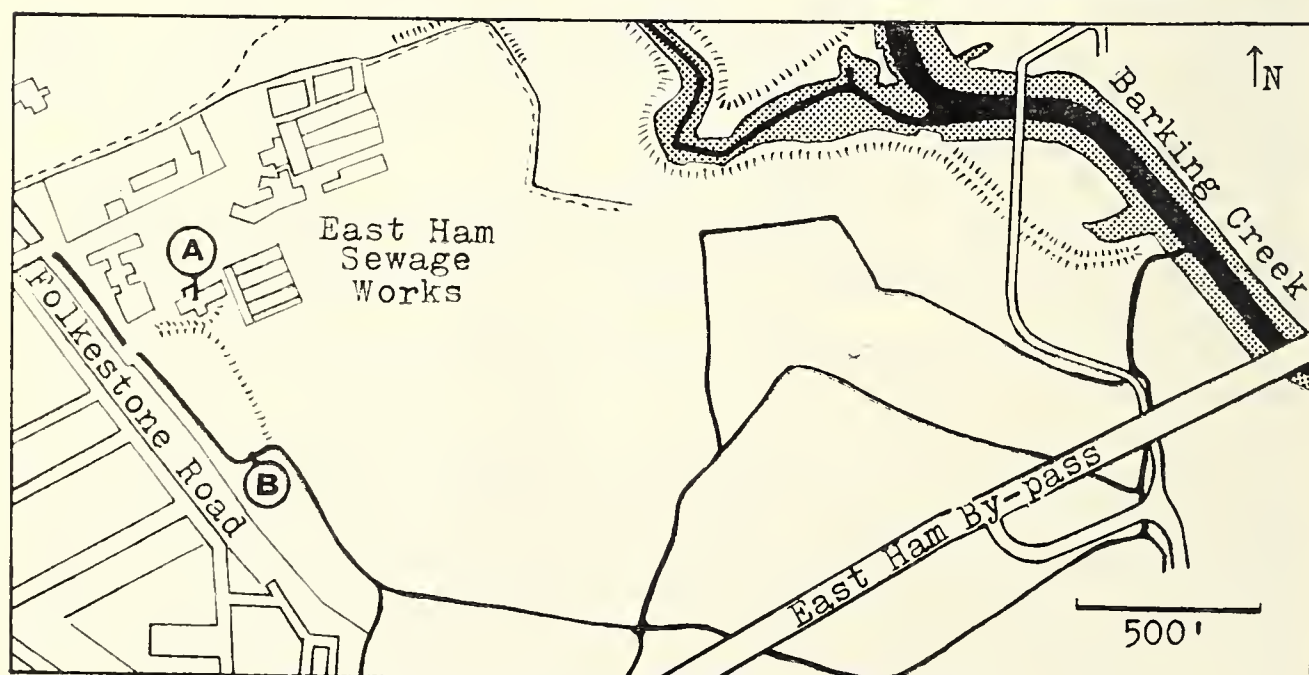 ↑N
Barking Creek
A
East Ham
Sewage
Works
Folkestone Road
B
East Ham By-pass
500'